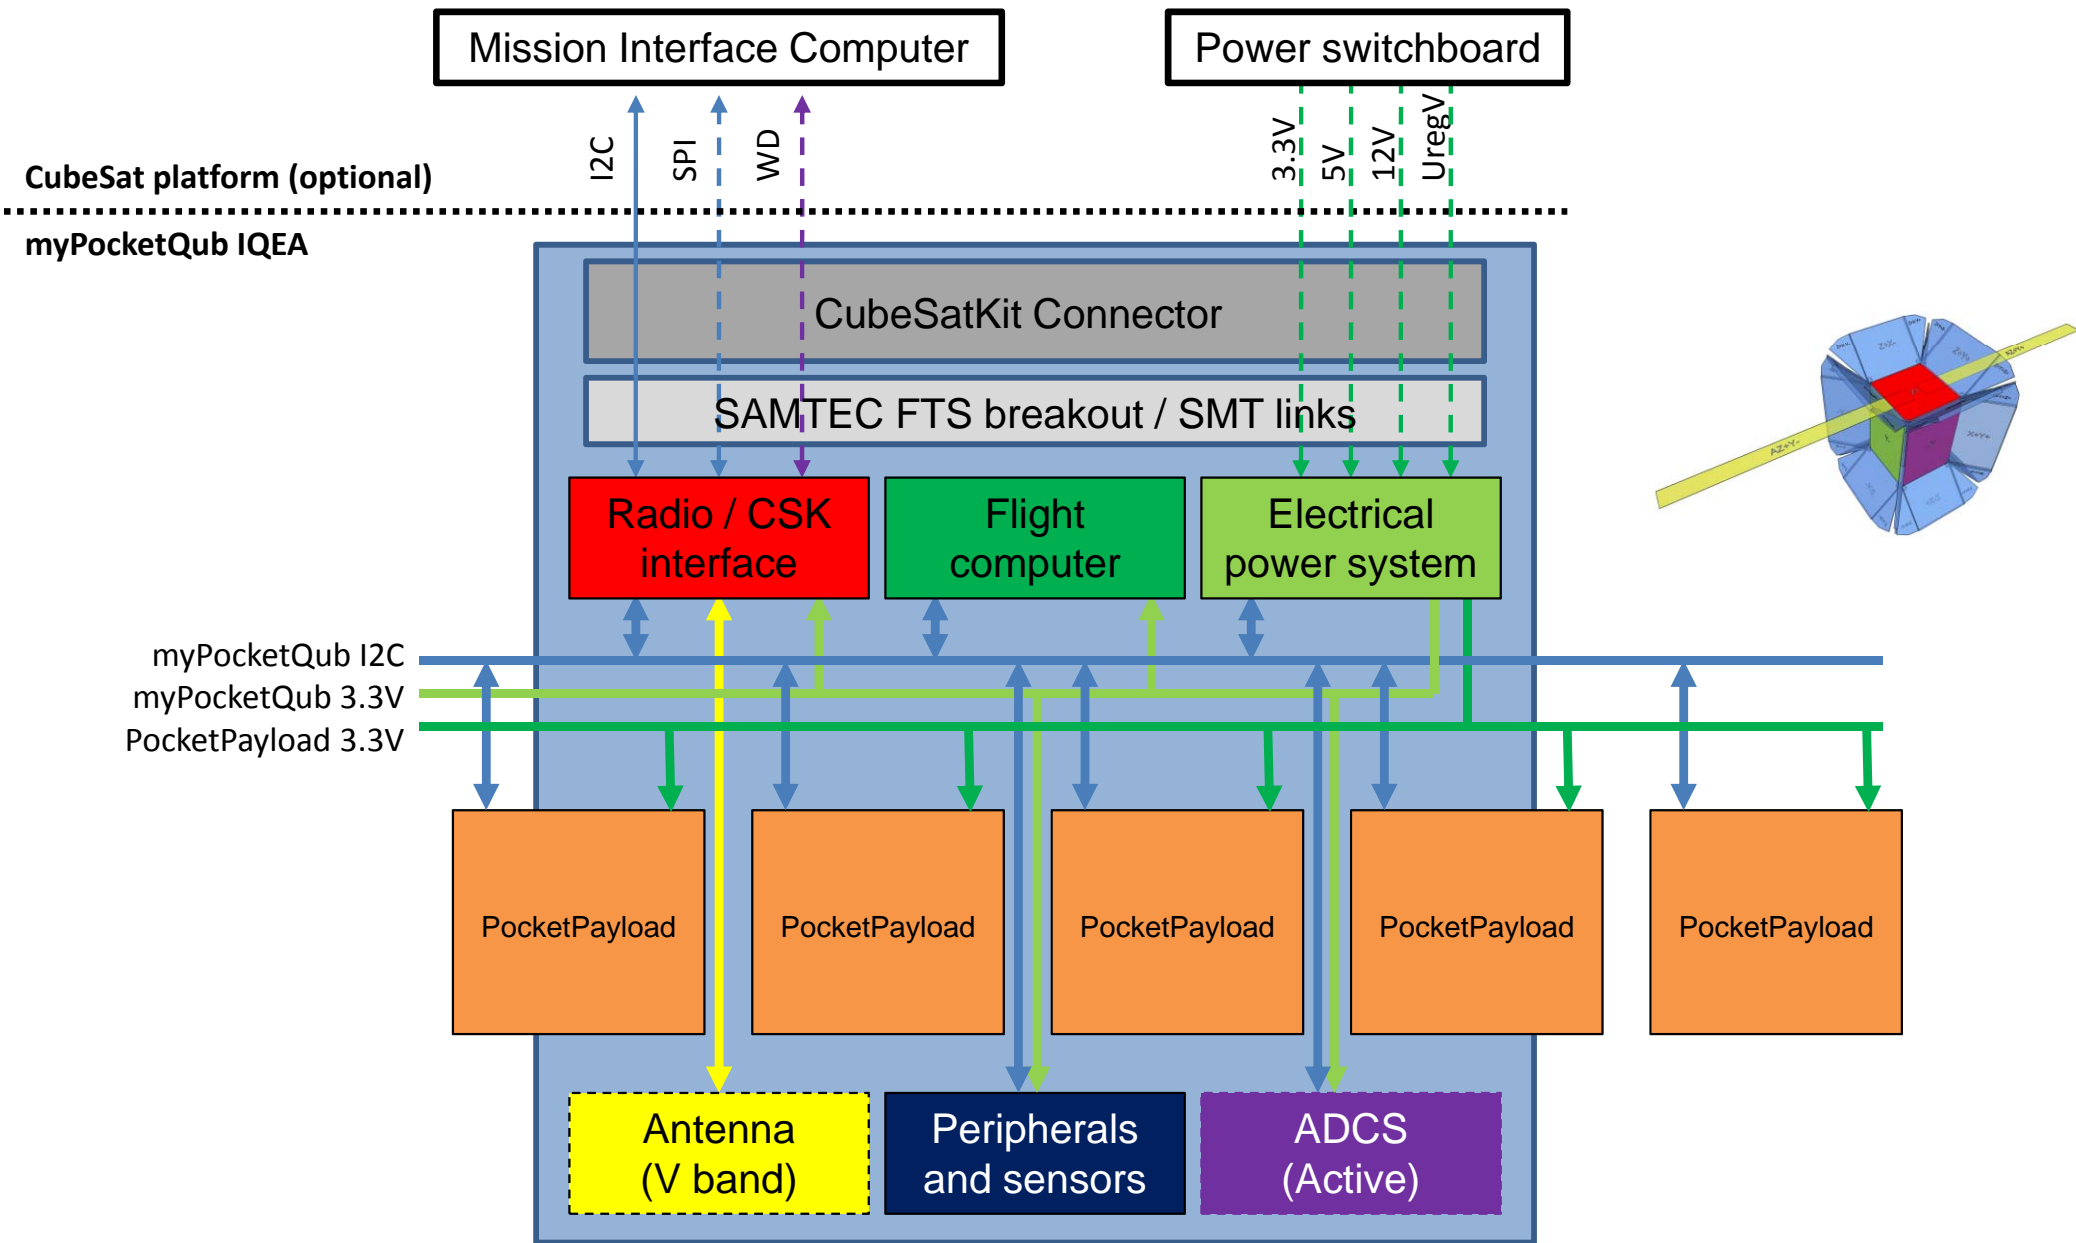 Mission Interface Computer
Power switchboard
I2C
SPI
WD
3.3V
5V
12V
Ureg V
CubeSat platform (optional)
myPocketQub IQEA
CubeSatKit Connector
SAMTEC FTS breakout / SMT links
Radio / CSK
interface
Flight
computer
Electrical
power system
myPocketQub I2C
myPocketQub 3.3V
PocketPayload 3.3V
PocketPayload
PocketPayload
PocketPayload
PocketPayload
PocketPayload
Antenna
(V band)
Peripherals
and sensors
ADCS
(Active)
AZ+Y-
X+Y+